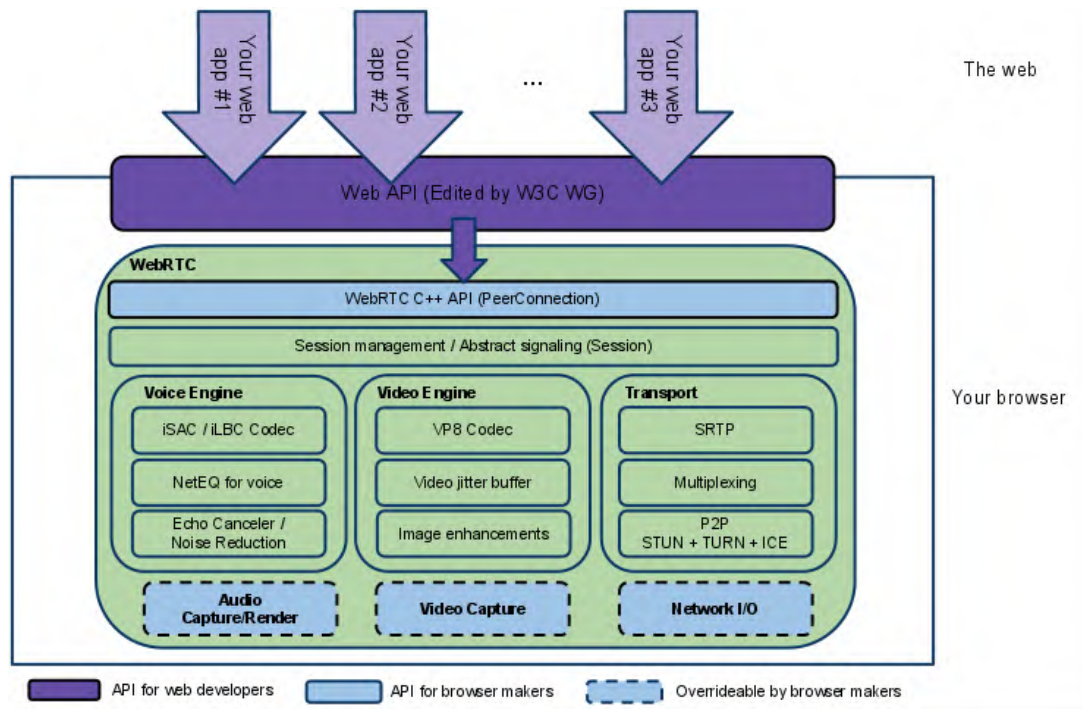 Your web
app #1
Your web
app #2
...
Your web
app #3
The web
Web API (Edited by W3C WG)
WebRTC
WebRTC C++ API (PeerConnection)
Session management / Abstract signaling (Session)
Your browser
Voice Engine
iSAC / iLBC Codec
NetEQ for voice
Echo Canceler /
Noise Reduction
Video Engine
VP8 Codec
Video jitter buffer
Image enhancements
Transport
SRTP
Multiplexing
P2P
STUN + TURN + ICE
Audio
Capture/Render
Video Capture
Network I/O
API for web developers
API for browser makers
Overrideable by browser makers